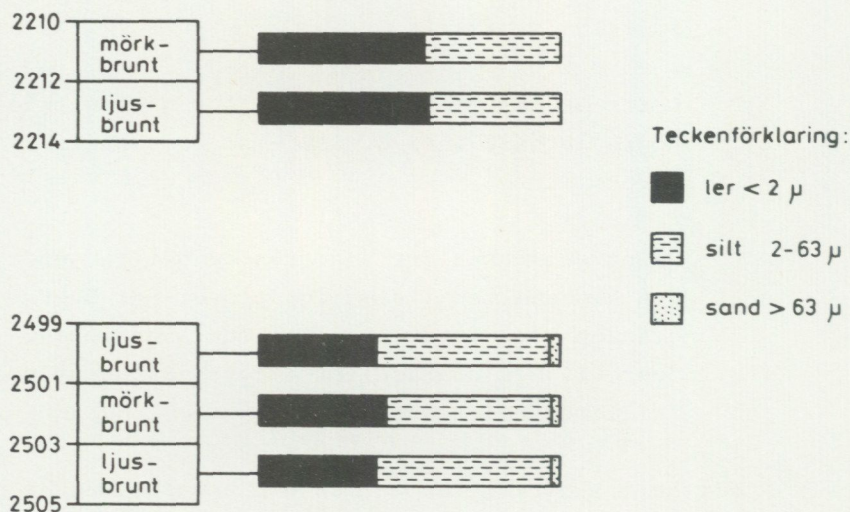 2210
mörk-
brunt
2212
ljus-
brunt
2214
Teckenförklaring:
ler < 2 µ
silt 2-63 µ
sand > 63 µ
2499
ljus-
brunt
2501
mörk-
brunt
2503
ljus-
brunt
2505